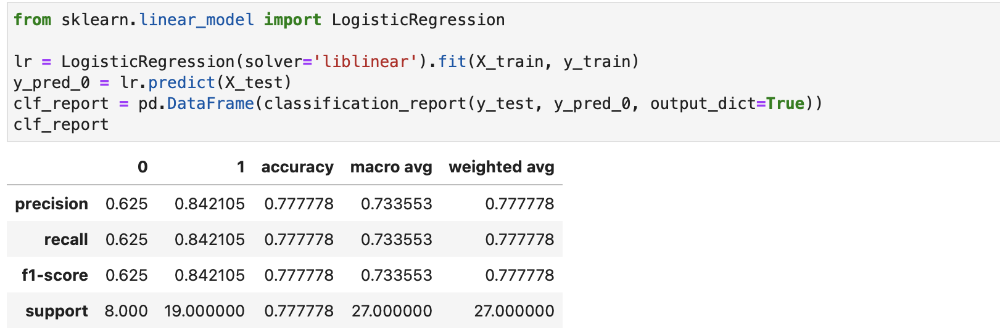 from sklearn.linear_model import LogisticRegression
lr = LogisticRegression(solver='liblinear').fit(X_train, y_train)
y_pred_0 = lr.predict(X_test)
clf_report = pd.DataFrame(classification_report(y_test, y_pred_0, output_dict=True))
clf_report
0 1 accuracy macro avg weighted avg
precision 0.625 0.842105 0.777778 0.733553 0.777778
recall 0.625 0.842105 0.777778 0.733553 0.777778
f1-score 0.625 0.842105 0.777778 0.733553 0.777778
support 8.000 19.000000 0.777778 27.000000 27.000000